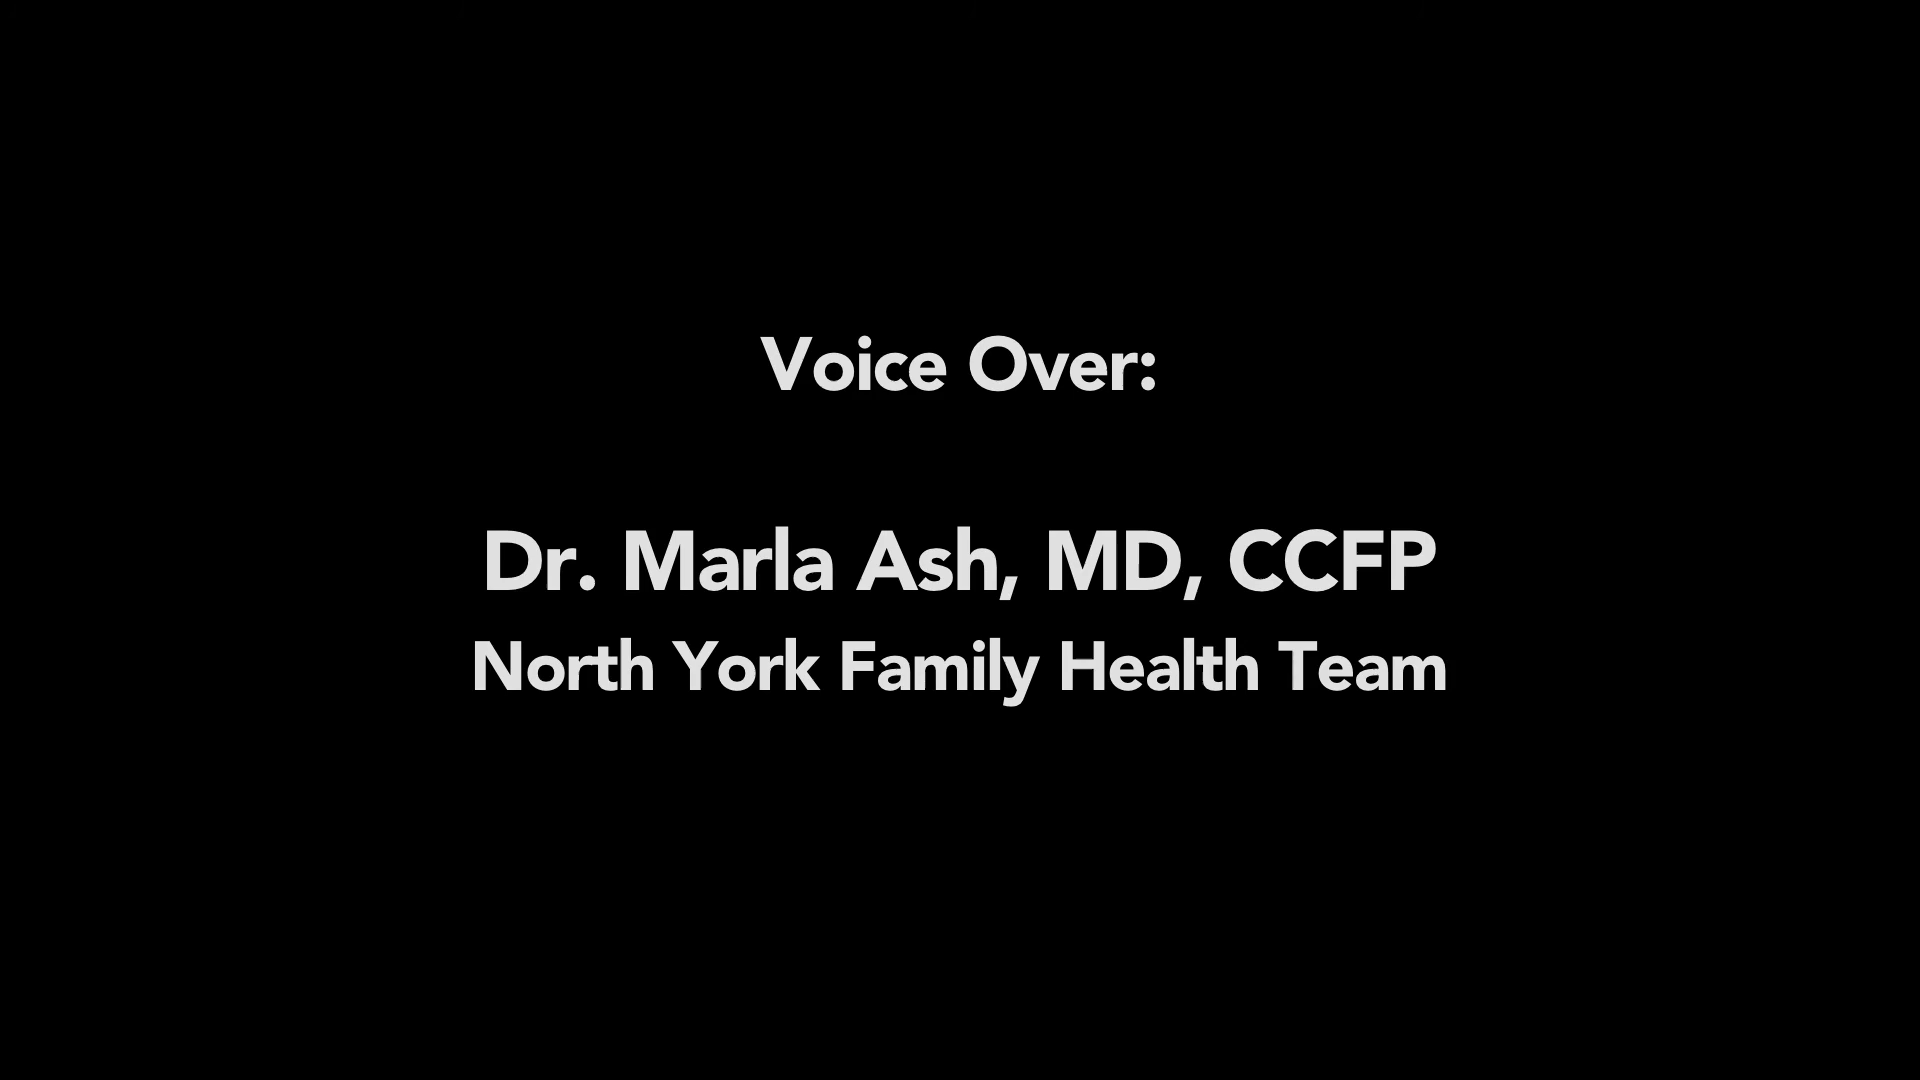 Voice Over:
Dr. Marla Ash, MD, CCFP
North York Family Health Team